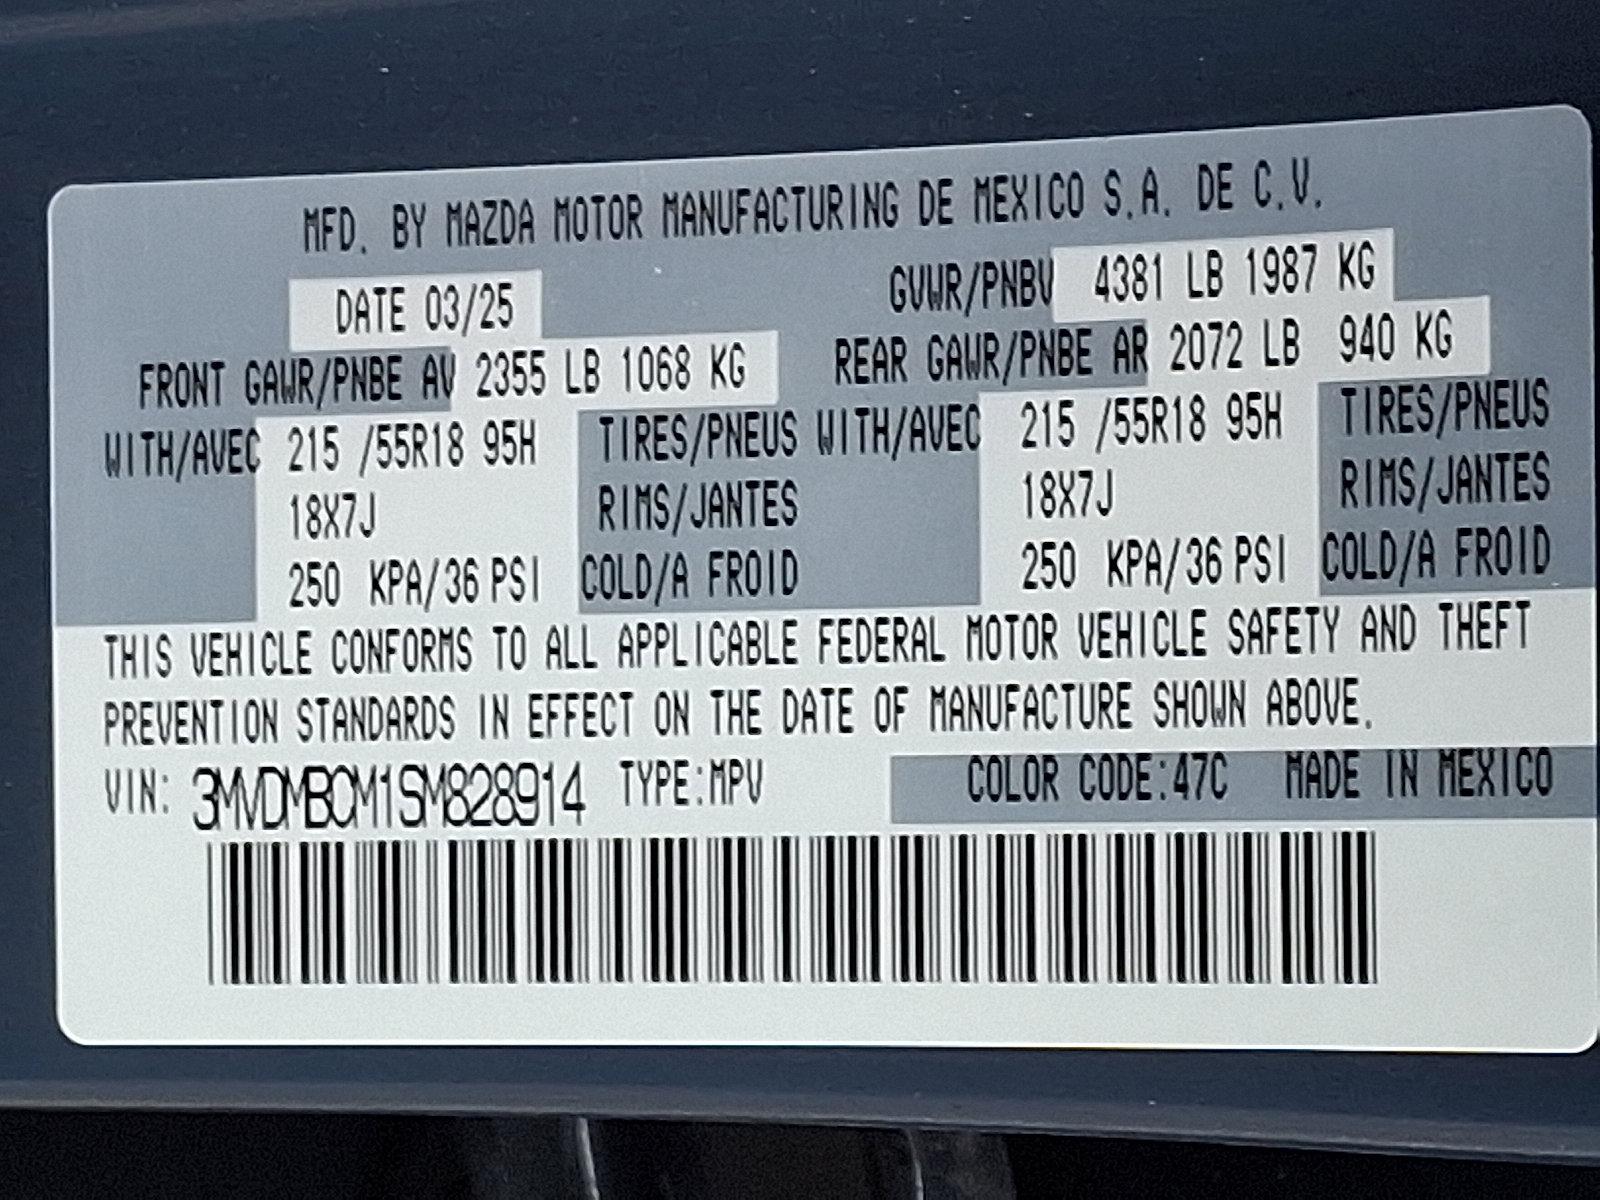 MFD. BY MAZDA MOTOR MANUFACTURING DE MEXICO S.A. DE C.V.
DATE 03/25 GVWR/PNBV 4381 LB 1987 KG
FRONT GAWR/PNBE AV 2355 LB 1068 KG REAR GAWR/PNBE AR 2072 LB 940 KG
WITH/AVEC 215 /55R18 95H TIRES/PNEUS WITH/AVEC 215 /55R18 95H TIRES/PNEUS
18X7J RIMS/JANTES 18X7J RIMS/JANTES
250 KPA/36 PSI COLD/A FROID 250 KPA/36 PSI COLD/A FROID
THIS VEHICLE CONFORMS TO ALL APPLICABLE FEDERAL MOTOR VEHICLE SAFETY AND THEFT
PREVENTION STANDARDS IN EFFECT ON THE DATE OF MANUFACTURE SHOWN ABOVE.
VIN: 3MVDMBCM1SM828914 TYPE:MPV COLOR CODE:47C MADE IN MEXICO